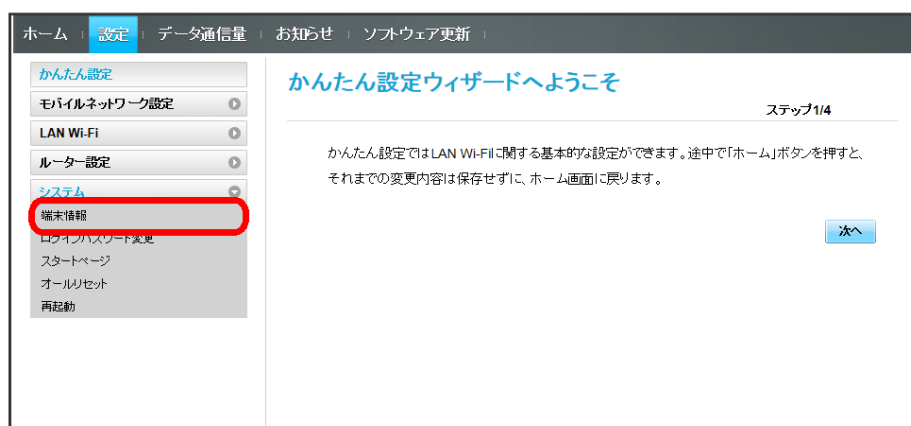 ホーム 設定 データ通信量 お知らせ ソフトウェア更新
かんたん設定
モバイルネットワーク設定
LAN Wi-Fi
ルーター設定
システム
端末情報
ログインパスワード変更
スタートページ
オールリセット
再起動
かんたん設定ウィザードへようこそ
ステップ1/4
かんたん設定ではLAN Wi-Fiに関する基本的な設定ができます。途中で「ホーム」ボタンを押すと、
それまでの変更内容は保存せずに、ホーム画面に戻ります。
次へ